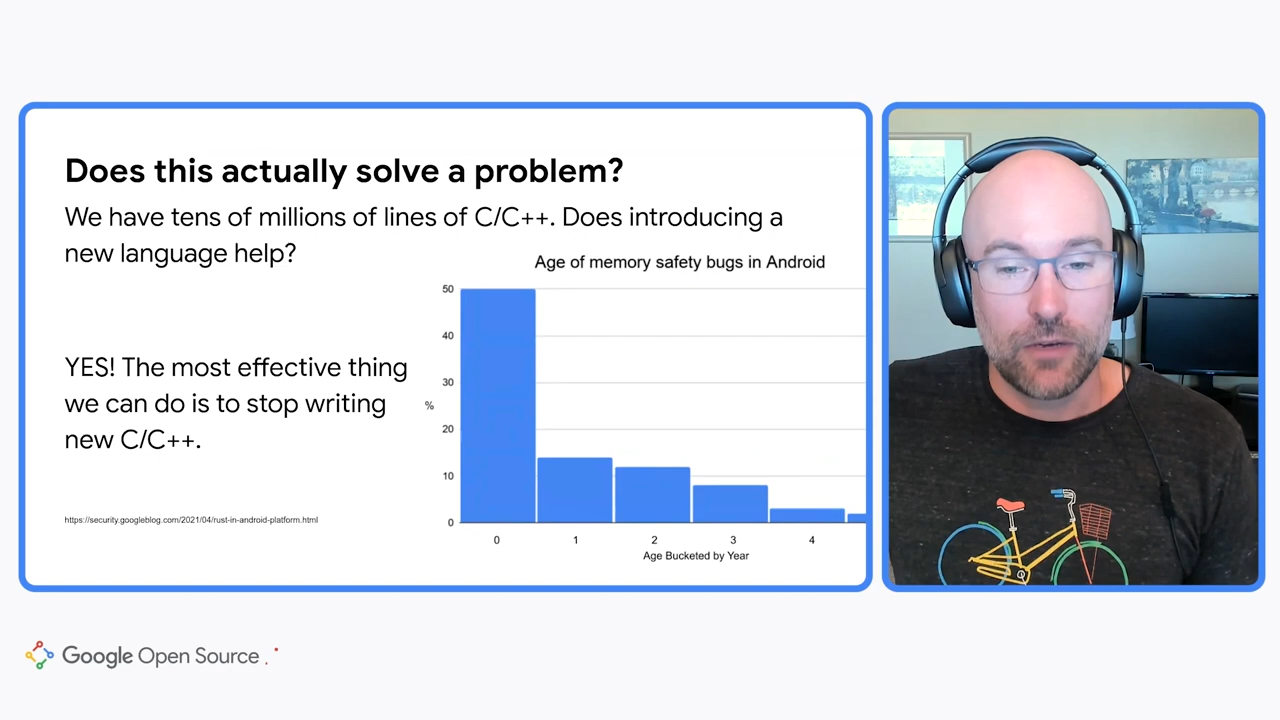 Does this actually solve a problem?
We have tens of millions of lines of C/C++. Does introducing a
new language help?
YES! The most effective thing
we can do is to stop writing
new C/C++.
https://security.googleblog.com/2021/04/rust-in-android-platform.html
Age of memory safety bugs in Android
50
40
30
%
20
10
0
0 1 2 3 4
Age Bucketed by Year
Google Open Source